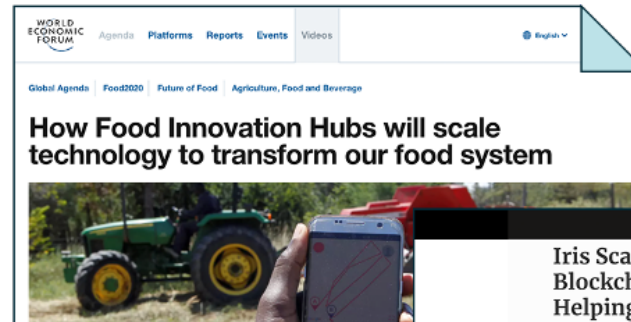 WORLD
ECONOMIC
FORUM
Agenda Platforms Reports Events Videos
English
Global Agenda Food2020 Future of Food Agriculture, Food and Beverage
How Food Innovation Hubs will scale
technology to transform our food system
Iris Sca
Blockch
Helping